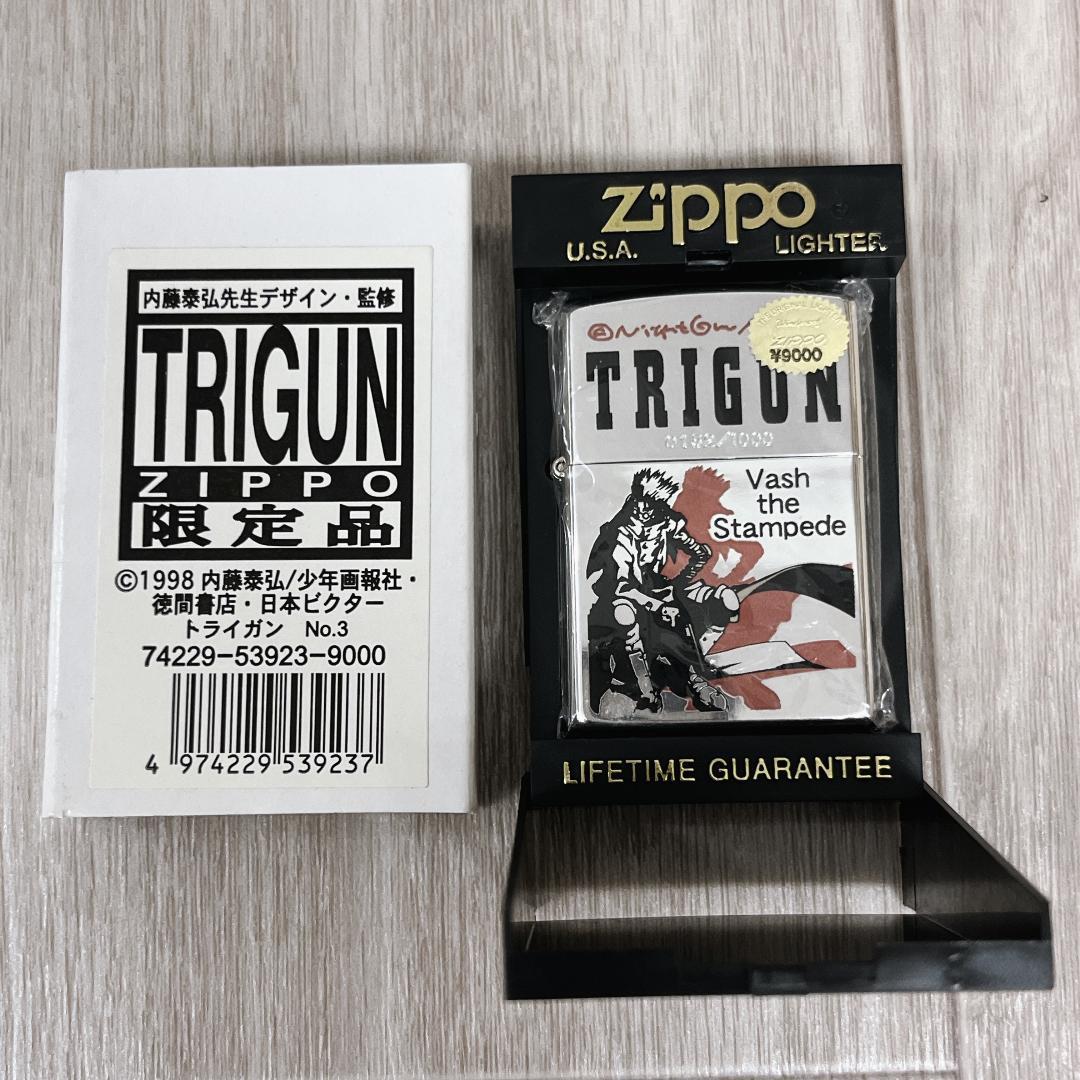 内藤泰弘先生デザイン・監修
TRIGUN
ZIPPO
限定品
©1998 内藤泰弘/少年画報社・
徳間書店・日本ビクター
トライガン No.3
74229-53923-9000
4 974229 539237
zippo
U.S.A. LIGHTER
¥9000
TRIGUN
Vash
the
Stampede
LIFETIME GUARANTEE